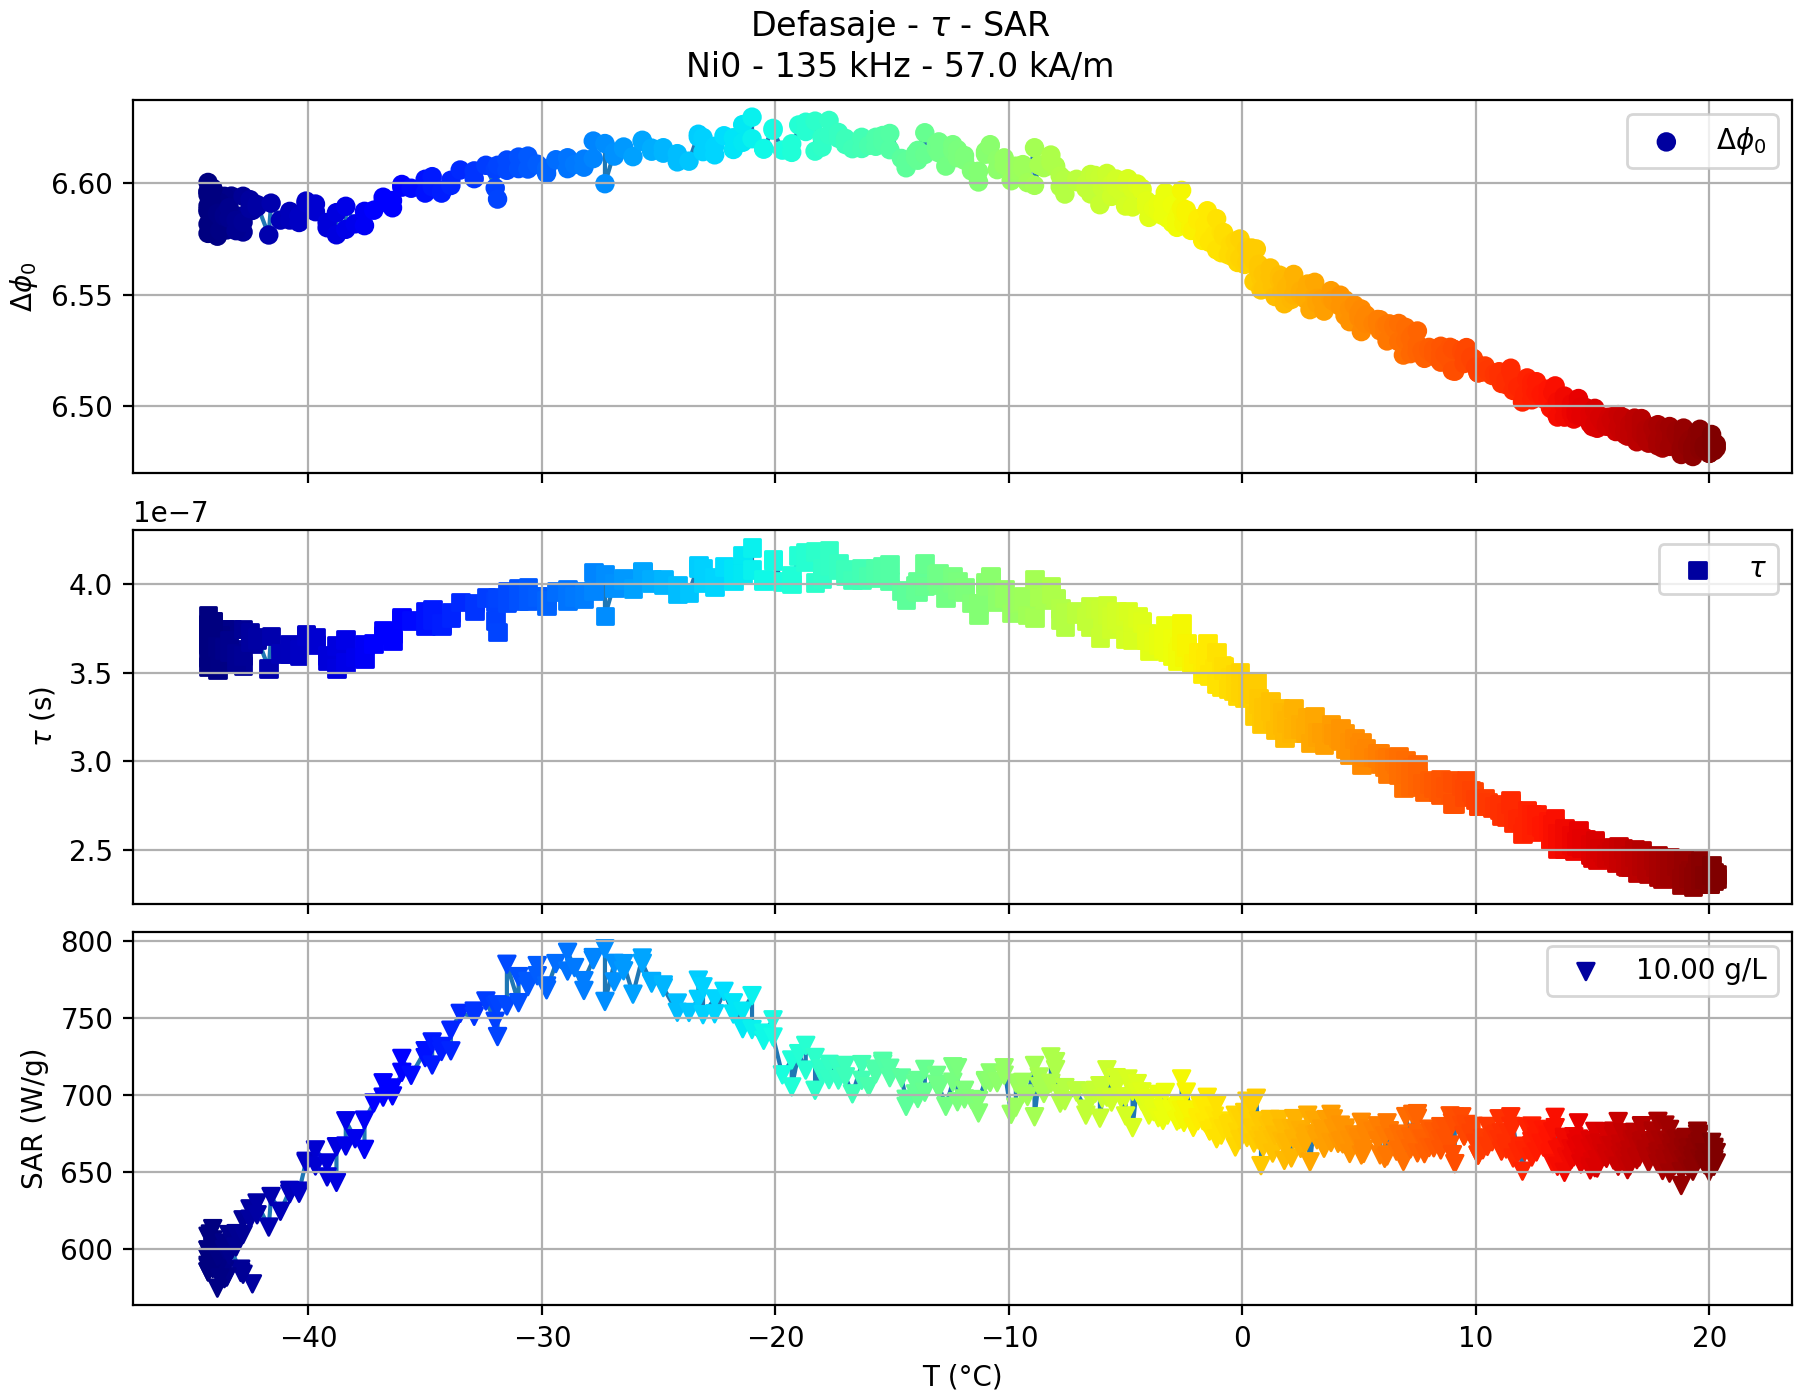 Defasaje - τ - SAR
Ni0 - 135 kHz - 57.0 kA/m
Δϕ₀
6.60
6.55
6.50
Δϕ₀
1e−7
τ
4.0
3.5
3.0
2.5
τ (s)
10.00 g/L
800
750
700
650
600
SAR (W/g)
−40 −30 −20 −10 0 10 20
T (°C)